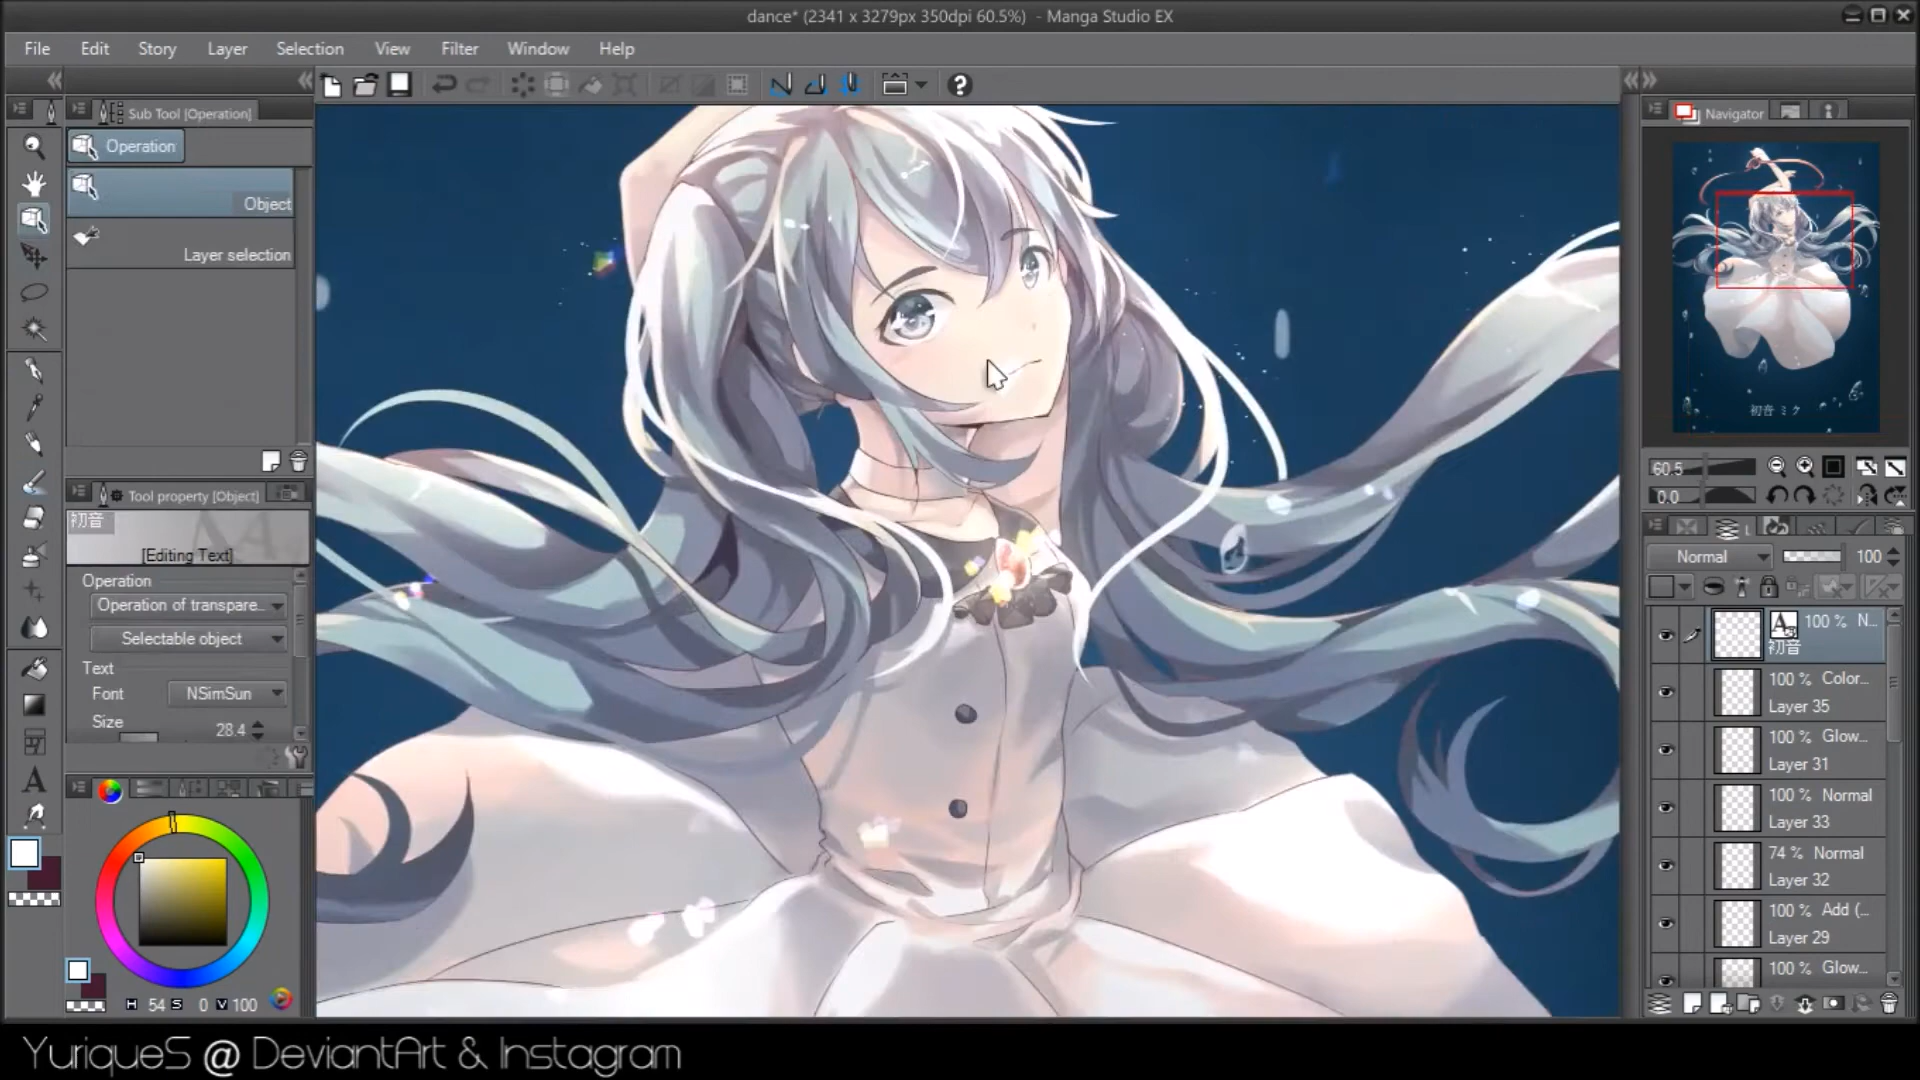 dance* (2341 x 3279px 350dpi 60.5%) - Manga Studio EX
File Edit Story Layer Selection View Filter Window Help
Sub Tool [Operation]
Operation
Object
Layer selection
Tool property [Object]
初音
[Editing Text]
Operation
Operation of transpare...
Selectable object
Text
Font NSimSun
Size 28.4
H 54 S 0 V 100
Navigator
初音 ミク
60.5
0.0
Normal 100
100 % N...
初音
100 % Color...
Layer 35
100 % Glow...
Layer 31
100 % Normal
Layer 33
74 % Normal
Layer 32
100 % Add (...
Layer 29
100 % Glow...
YuriqueS @ DeviantArt & Instagram